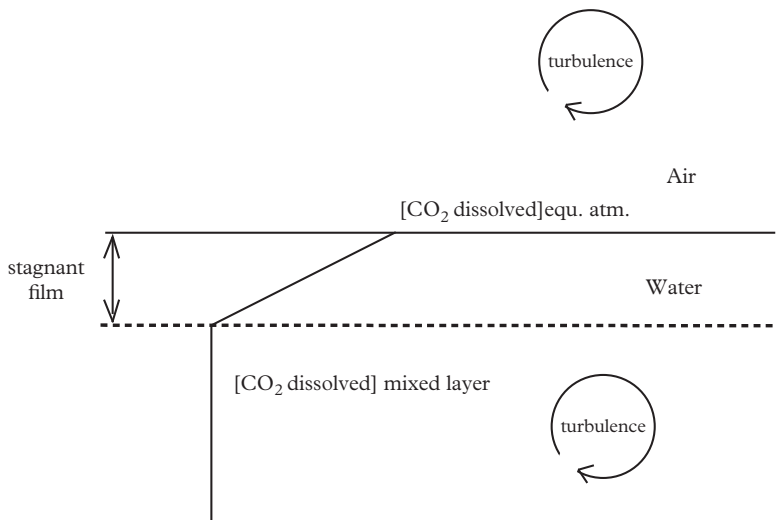 turbulence
Air
[CO₂ dissolved]equ. atm.
stagnant
film
Water
[CO₂ dissolved] mixed layer
turbulence